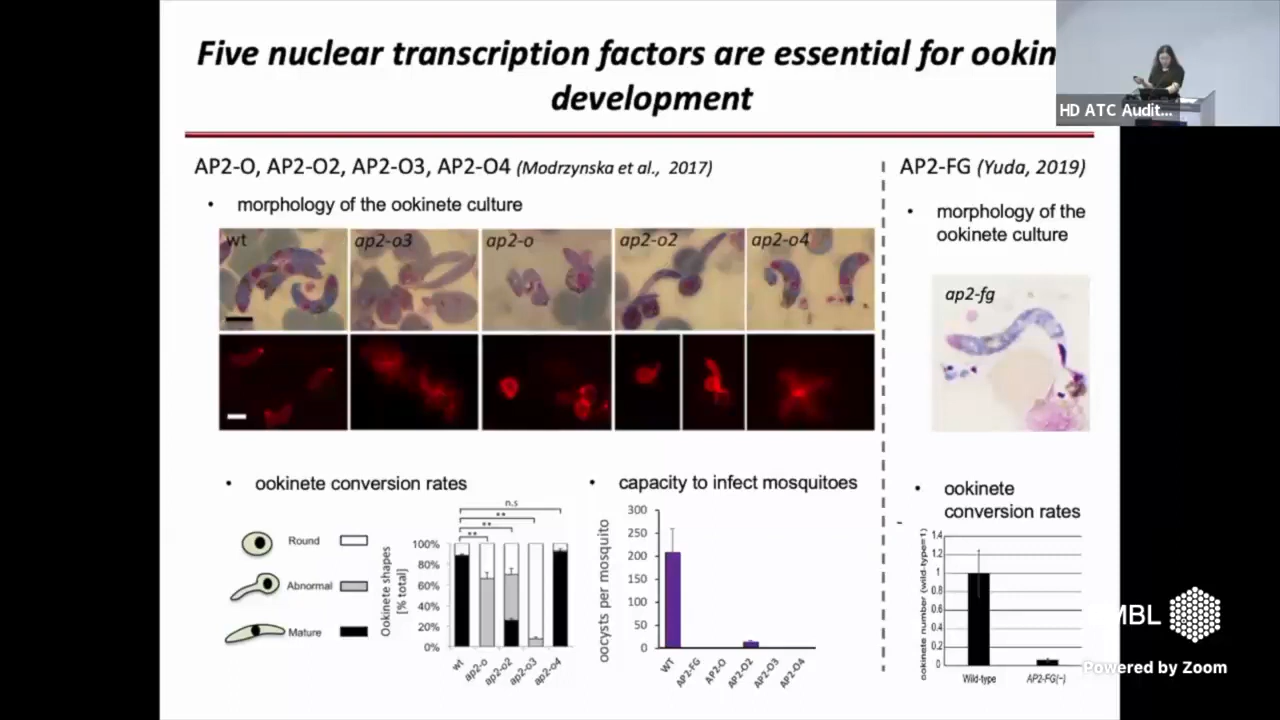 Five nuclear transcription factors are essential for ookin
development
HD ATC Audit...
AP2-O, AP2-O2, AP2-O3, AP2-O4 (Modrzynska et al., 2017)
• morphology of the ookinete culture
wt
ap2-o3
ap2-o
ap2-o2
ap2-o4
AP2-FG (Yuda, 2019)
• morphology of the
ookinete culture
ap2-fg
• ookinete conversion rates
Round
Abnormal
Mature
Ookinete shapes
[% total]
n.s
**
**
**
100%
80%
60%
40%
20%
0%
wt
ap2-o
ap2-o2
ap2-o3
ap2-o4
• capacity to infect mosquitoes
oocysts per mosquito
300
250
200
150
100
50
0
WT
AP2-FG
AP2-O
AP2-O2
AP2-O3
AP2-O4
• ookinete
conversion rates
ookinete number (wild-type=1)
1.4
1.2
1
0.8
0.6
0.4
0.2
0
Wild-type
AP2-FG(-)
MBL
Powered by Zoom